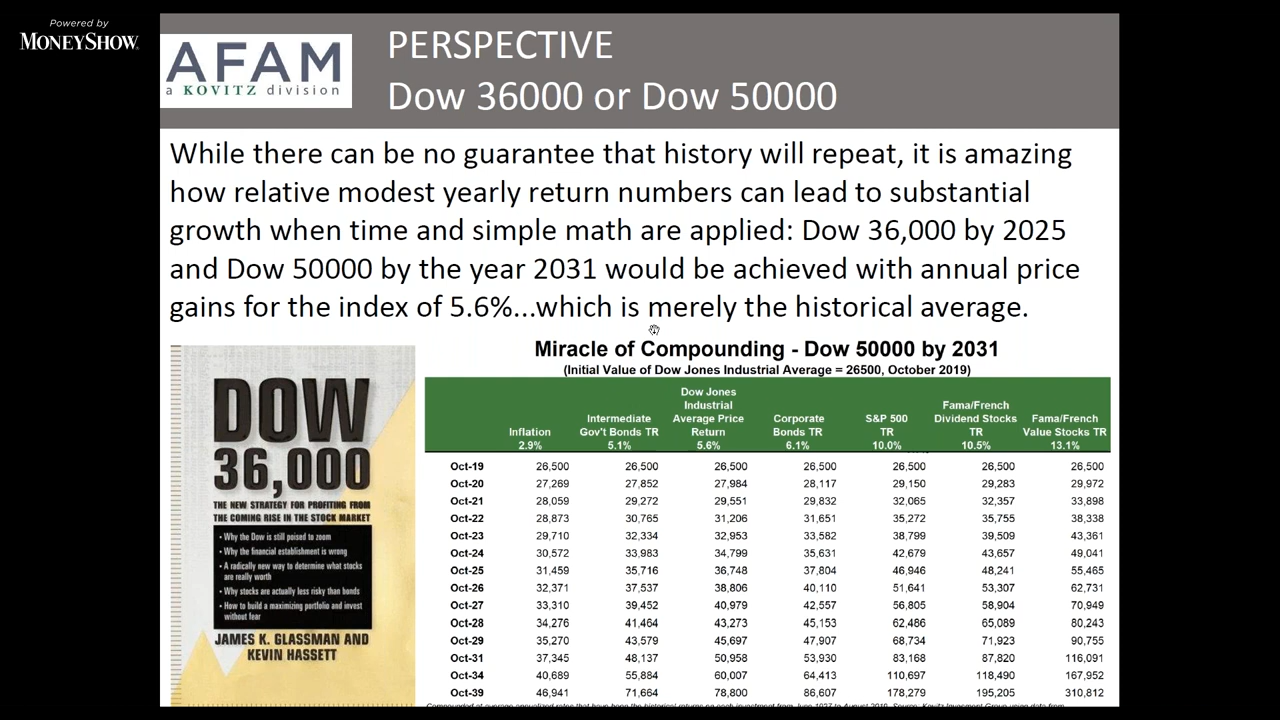 Powered by
MONEYSHOW
AFAM
a KOVITZ division
PERSPECTIVE
Dow 36000 or Dow 50000
While there can be no guarantee that history will repeat, it is amazing
how relative modest yearly return numbers can lead to substantial
growth when time and simple math are applied: Dow 36,000 by 2025
and Dow 50000 by the year 2031 would be achieved with annual price
gains for the index of 5.6%...which is merely the historical average.
DOW
36,000
THE NEW STRATEGY FOR PROFITING FROM
THE COMING RISE IN THE STOCK MARKET
• Why the Dow is still poised to zoom
• Why the financial establishment is wrong
• A radically new way to determine what stocks
are really worth
• Why stocks are actually less risky than bonds
• How to build a maximizing portfolio and invest
without fear
JAMES K. GLASSMAN AND
KEVIN HASSETT
Miracle of Compounding - Dow 50000 by 2031
(Initial Value of Dow Jones Industrial Average = 26500, October 2019)
Dow Jones
Industrial Fama/French
Intermediate Average Price Corporate S&P 500 Dividend Stocks Fama/French
Inflation Gov't Bonds TR Return Bonds TR TR TR Value Stocks TR
2.9% 5.1% 5.6% 6.1% 10.0% 10.5% 13.1%
Oct-19 26,500 26,500 26,500 26,500 26,500 26,500 26,500
Oct-20 27,269 27,852 27,984 28,117 29,150 29,283 29,972
Oct-21 28,059 29,272 29,551 29,832 32,065 32,357 33,898
Oct-22 28,873 30,765 31,206 31,651 35,272 35,755 38,338
Oct-23 29,710 32,334 32,953 33,582 38,799 39,509 43,361
Oct-24 30,572 33,983 34,799 35,631 42,679 43,657 49,041
Oct-25 31,459 35,716 36,748 37,804 46,946 48,241 55,465
Oct-26 32,371 37,537 38,806 40,110 51,641 53,307 62,731
Oct-27 33,310 39,452 40,979 42,557 56,805 58,904 70,949
Oct-28 34,276 41,464 43,273 45,153 62,486 65,089 80,243
Oct-29 35,270 43,579 45,697 47,907 68,734 71,923 90,755
Oct-31 37,345 48,137 50,958 53,930 83,168 87,820 116,091
Oct-34 40,689 55,884 60,007 64,413 110,697 118,490 167,952
Oct-39 46,941 71,664 78,800 86,607 178,279 195,205 310,812